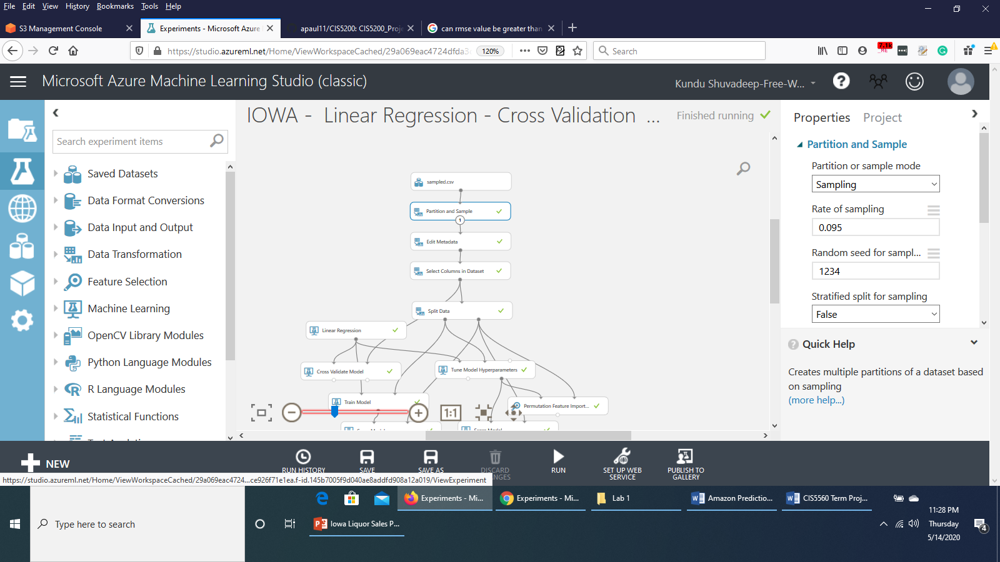 File Edit View History Bookmarks Tools Help
S3 Management Console
Experiments - Microsoft Azure
apaul11/CIS5200: CIS5200_Proje
can rmse value be greater than
https://studio.azureml.net/Home/ViewWorkspaceCached/29a069eac4724dfda3
120%
Search
7.1k
ME
Microsoft Azure Machine Learning Studio (classic)
Kundu Shuvadeep-Free-W...
IOWA - Linear Regression - Cross Validation ...
Finished running
Search experiment items
Saved Datasets
Data Format Conversions
Data Input and Output
Data Transformation
Feature Selection
Machine Learning
OpenCV Library Modules
Python Language Modules
R Language Modules
Statistical Functions
sampled.csv
Partition and Sample
1
Edit Metadata
Select Columns in Dataset
Split Data
Linear Regression
Cross Validate Model
Tune Model Hyperparameters
Train Model
Permutation Feature Import...
Score Model
1:1
Properties Project
Partition and Sample
Partition or sample mode
Sampling
Rate of sampling
0.095
Random seed for sampl...
1234
Stratified split for sampling
False
Quick Help
Creates multiple partitions of a dataset based
on sampling
(more help...)
NEW
RUN HISTORY
SAVE
SAVE AS
DISCARD
RUN
SET UP WEB
SERVICE
PUBLISH TO
GALLERY
https://studio.azureml.net/Home/ViewWorkspaceCached/29a069eac4724...ce926f71e1ea.f-id.145b7005f9d040ae8addfd908a12a019/ViewExperiment
Experiments - Mi...
Experiments - Mi...
Lab 1
Amazon Predictio...
CIS5560 Term Proj...
Type here to search
Iowa Liquor Sales P...
11:28 PM
Thursday
5/14/2020
4